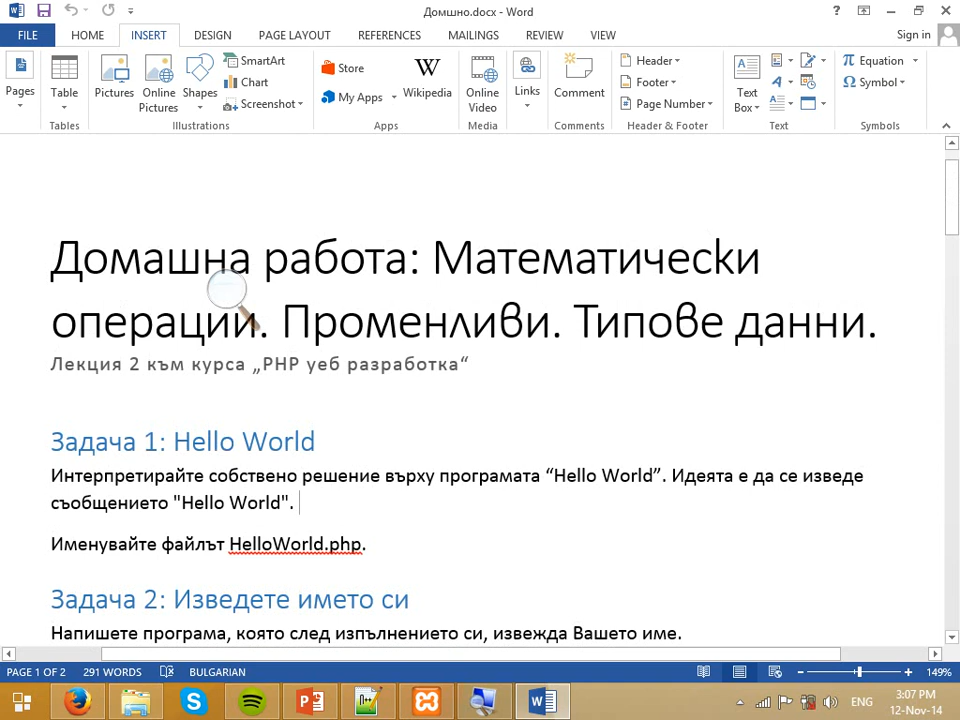 Домшно.docx - Word
FILE HOME INSERT DESIGN PAGE LAYOUT REFERENCES MAILINGS REVIEW VIEW Sign in
Pages
Table
Pictures
Online Pictures
Shapes
SmartArt
Chart
Screenshot
Store
My Apps
Wikipedia
Online Video
Links
Comment
Header
Footer
Page Number
Text Box
Equation
Symbol
Tables Illustrations Apps Media Comments Header & Footer Text Symbols
Домашна работа: Математически
операции. Променливи. Типове данни.
Лекция 2 към курса „PHP уеб разработка“
Задача 1: Hello World
Интерпретирайте собствено решение върху програмата “Hello World”. Идеята е да се изведе
съобщението "Hello World".
Именувайте файлът HelloWorld.php.
Задача 2: Изведете името си
Напишете програма, която след изпълнението си, извежда Вашето име.
PAGE 1 OF 2 291 WORDS BULGARIAN 149%
ENG
3:07 PM
12-Nov-14